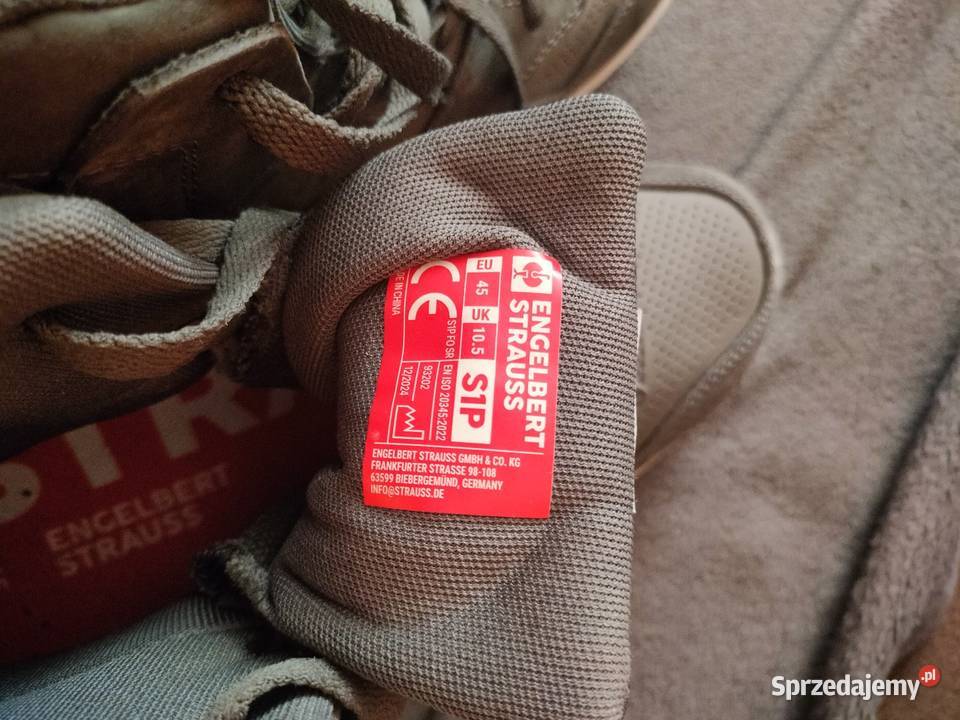 ENGELBERT
STRAUSS
EU 45 UK 10.5 S1P
CE S1P FO SR EN ISO 20345:2022
93202
12/2024
IN CHINA
ENGELBERT STRAUSS GMBH & CO. KG
FRANKFURTER STRASSE 98-108
63599 BIEBERGEMÜND, GERMANY
INFO@STRAUSS.DE
STRA
ENGELBERT
STRAUSS
Sprzedajemy.pl